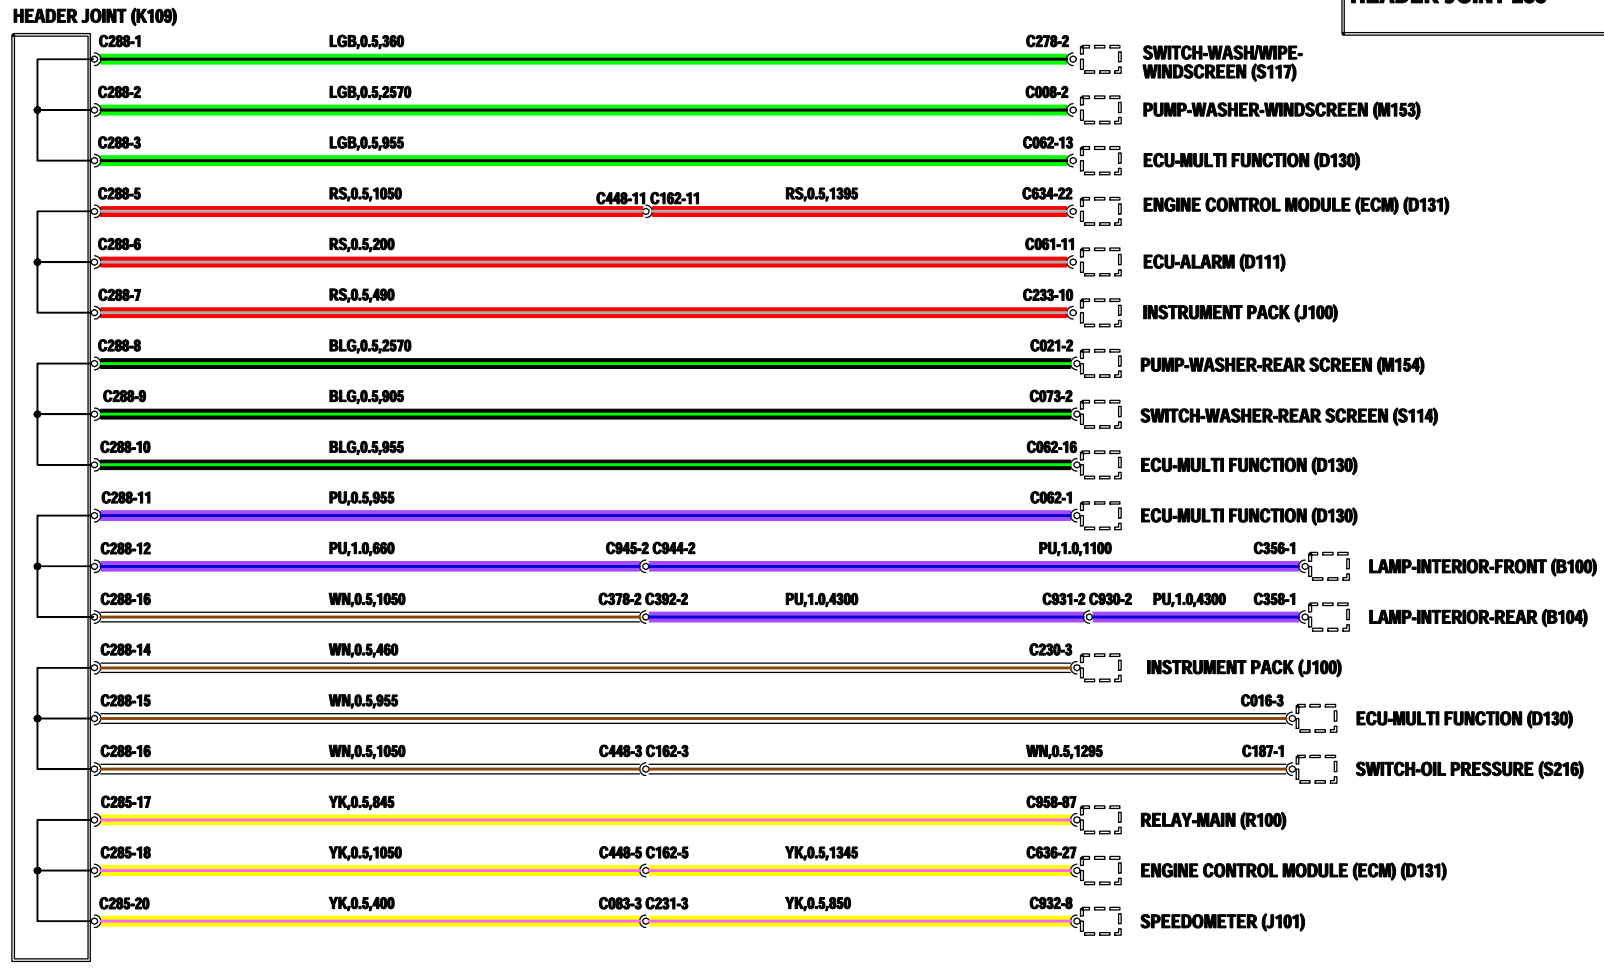 HEADER JOINT (K109)
C288-1 LGB,0.5,360 C278-2 SWITCH-WASH/WIPE-
WINDSCREEN (S117)
C288-2 LGB,0.5,2570 C008-2 PUMP-WASHER-WINDSCREEN (M153)
C288-3 LGB,0.5,955 C062-13 ECU-MULTI FUNCTION (D130)
C288-5 RS,0.5,1050 C448-11 C162-11 RS,0.5,1395 C634-22 ENGINE CONTROL MODULE (ECM) (D131)
C288-6 RS,0.5,200 C061-11 ECU-ALARM (D111)
C288-7 RS,0.5,490 C233-10 INSTRUMENT PACK (J100)
C288-8 BLG,0.5,2570 C021-2 PUMP-WASHER-REAR SCREEN (M154)
C288-9 BLG,0.5,905 C073-2 SWITCH-WASHER-REAR SCREEN (S114)
C288-10 BLG,0.5,955 C062-16 ECU-MULTI FUNCTION (D130)
C288-11 PU,0.5,955 C062-1 ECU-MULTI FUNCTION (D130)
C288-12 PU,1.0,660 C945-2 C944-2 PU,1.0,1100 C356-1 LAMP-INTERIOR-FRONT (B100)
C288-16 WN,0.5,1050 C378-2 C392-2 PU,1.0,4300 C931-2 C930-2 PU,1.0,4300 C358-1 LAMP-INTERIOR-REAR (B104)
C288-14 WN,0.5,460 C230-3 INSTRUMENT PACK (J100)
C288-15 WN,0.5,955 C016-3 ECU-MULTI FUNCTION (D130)
C288-16 WN,0.5,1050 C448-3 C162-3 WN,0.5,1295 C187-1 SWITCH-OIL PRESSURE (S216)
C285-17 YK,0.5,845 C958-87 RELAY-MAIN (R100)
C285-18 YK,0.5,1050 C448-5 C162-5 YK,0.5,1345 C636-27 ENGINE CONTROL MODULE (ECM) (D131)
C285-20 YK,0.5,400 C083-3 C231-3 YK,0.5,850 C932-8 SPEEDOMETER (J101)